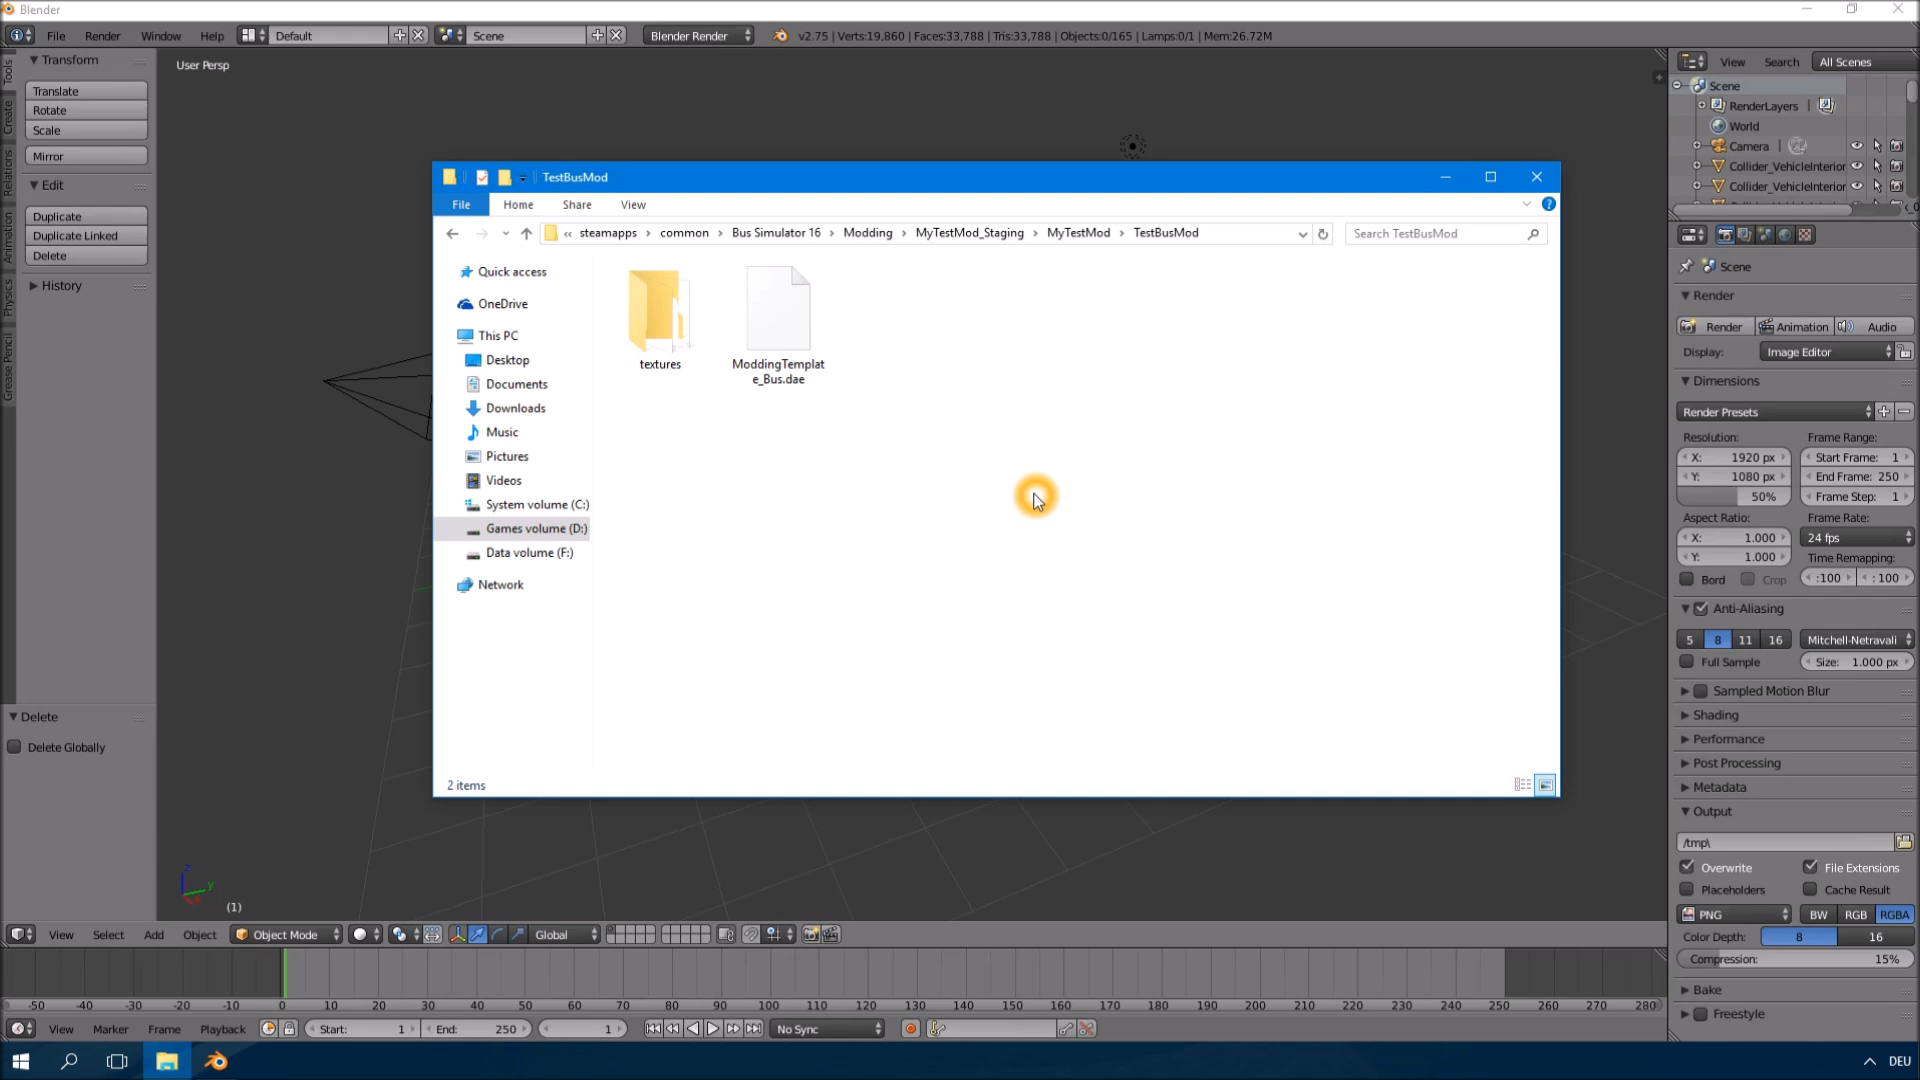 Blender
File Render Window Help Default Scene Blender Render v2.75 | Verts:19,860 | Faces:33,788 | Tris:33,788 | Objects:0/165 | Lamps:0/1 | Mem:26.72M
Tools
Create
Relations
Animation
Physics
Grease Pencil
Transform
Translate
Rotate
Scale
Mirror
Edit
Duplicate
Duplicate Linked
Delete
History
Delete
Delete Globally
User Persp
TestBusMod
File Home Share View
« steamapps › common › Bus Simulator 16 › Modding › MyTestMod_Staging › MyTestMod › TestBusMod
Search TestBusMod
Quick access
OneDrive
This PC
Desktop
Documents
Downloads
Music
Pictures
Videos
System volume (C:)
Games volume (D:)
Data volume (F:)
Network
textures
ModdingTemplat
e_Bus.dae
2 items
View Search All Scenes
Scene
RenderLayers |
World
Camera |
Collider_VehicleInterior
Collider_VehicleInterior
Scene
Render
Render Animation Audio
Display: Image Editor
Dimensions
Render Presets
Resolution: Frame Range:
X: 1920 px Start Frame: 1
Y: 1080 px End Frame: 250
50% Frame Step: 1
Aspect Ratio: Frame Rate:
X: 1.000 24 fps
Y: 1.000 Time Remapping:
Bord Crop :100 :100
Anti-Aliasing
5 8 11 16 Mitchell-Netravali
Full Sample Size: 1.000 px
Sampled Motion Blur
Shading
Performance
Post Processing
Metadata
Output
/tmp\
Overwrite File Extensions
Placeholders Cache Result
PNG BW RGB RGBA
Color Depth: 8 16
Compression: 15%
Bake
Freestyle
z
y
(1)
View Select Add Object Object Mode Global
-50 -40 -30 -20 -10 0 10 20 30 40 50 60 70 80 90 100 110 120 130 140 150 160 170 180 190 200 210 220 230 240 250 260 270 280
View Marker Frame Playback Start: 1 End: 250 1 No Sync
DEU